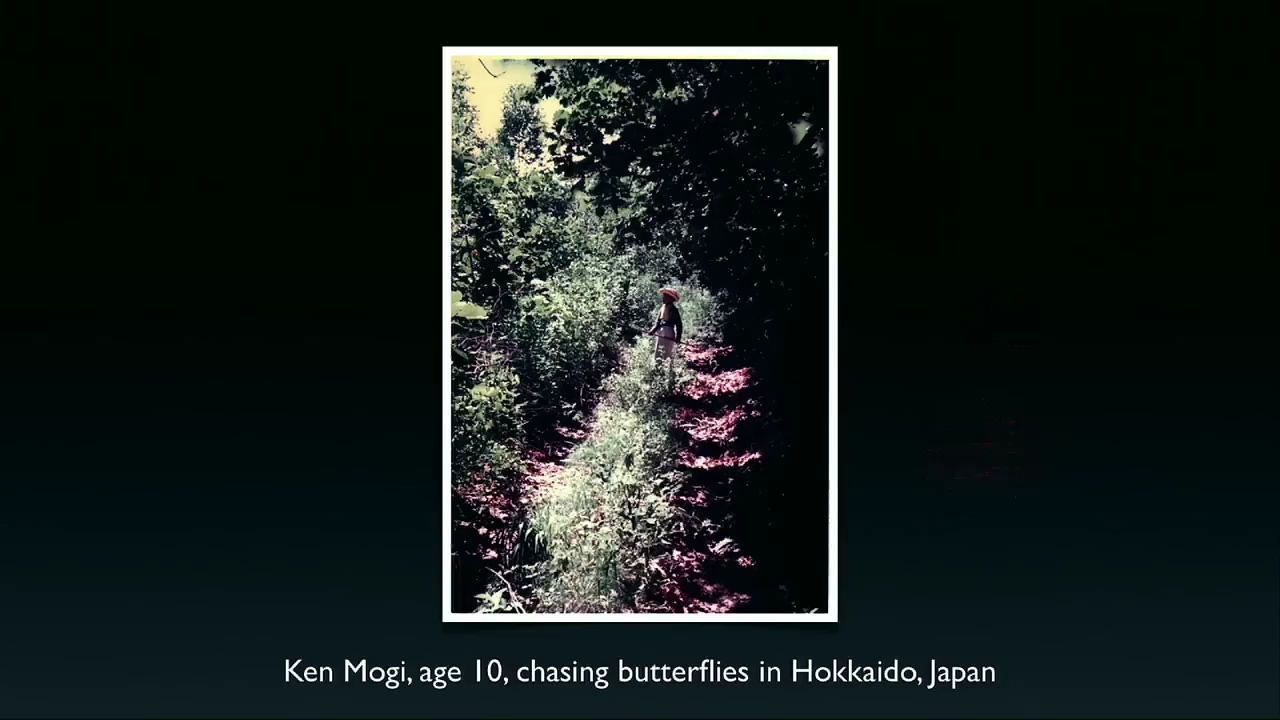 Ken Mogi, age 10, chasing butterflies in Hokkaido, Japan